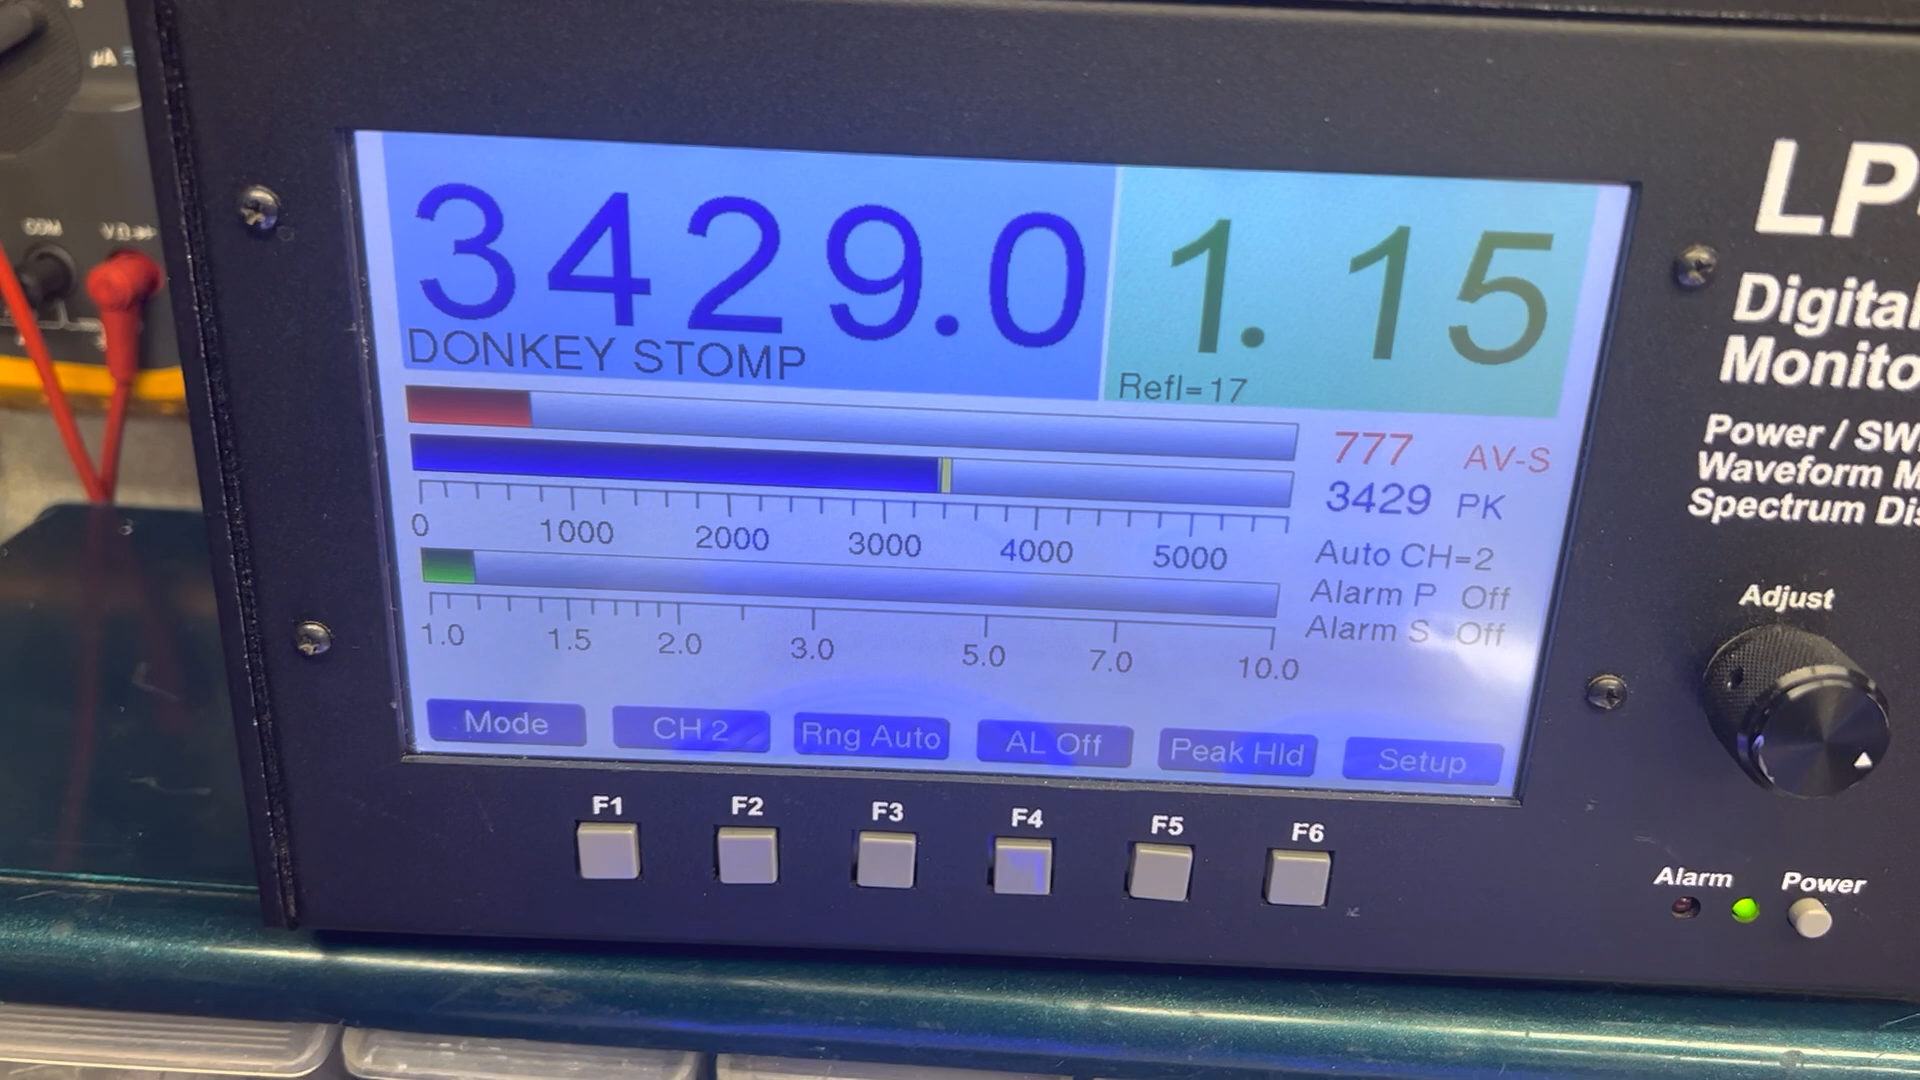 µA
COM
3429.0
DONKEY STOMP
1.15
Refl=17
777 AV-S
3429 PK
0 1000 2000 3000 4000 5000
Auto CH=2
Alarm P Off
Alarm S Off
1.0 1.5 2.0 3.0 5.0 7.0 10.0
Mode CH 2 Rng Auto AL Off Peak Hld Setup
F1 F2 F3 F4 F5 F6
LP
Digital
Monito
Power / SW
Waveform M
Spectrum Dis
Adjust
Alarm Power